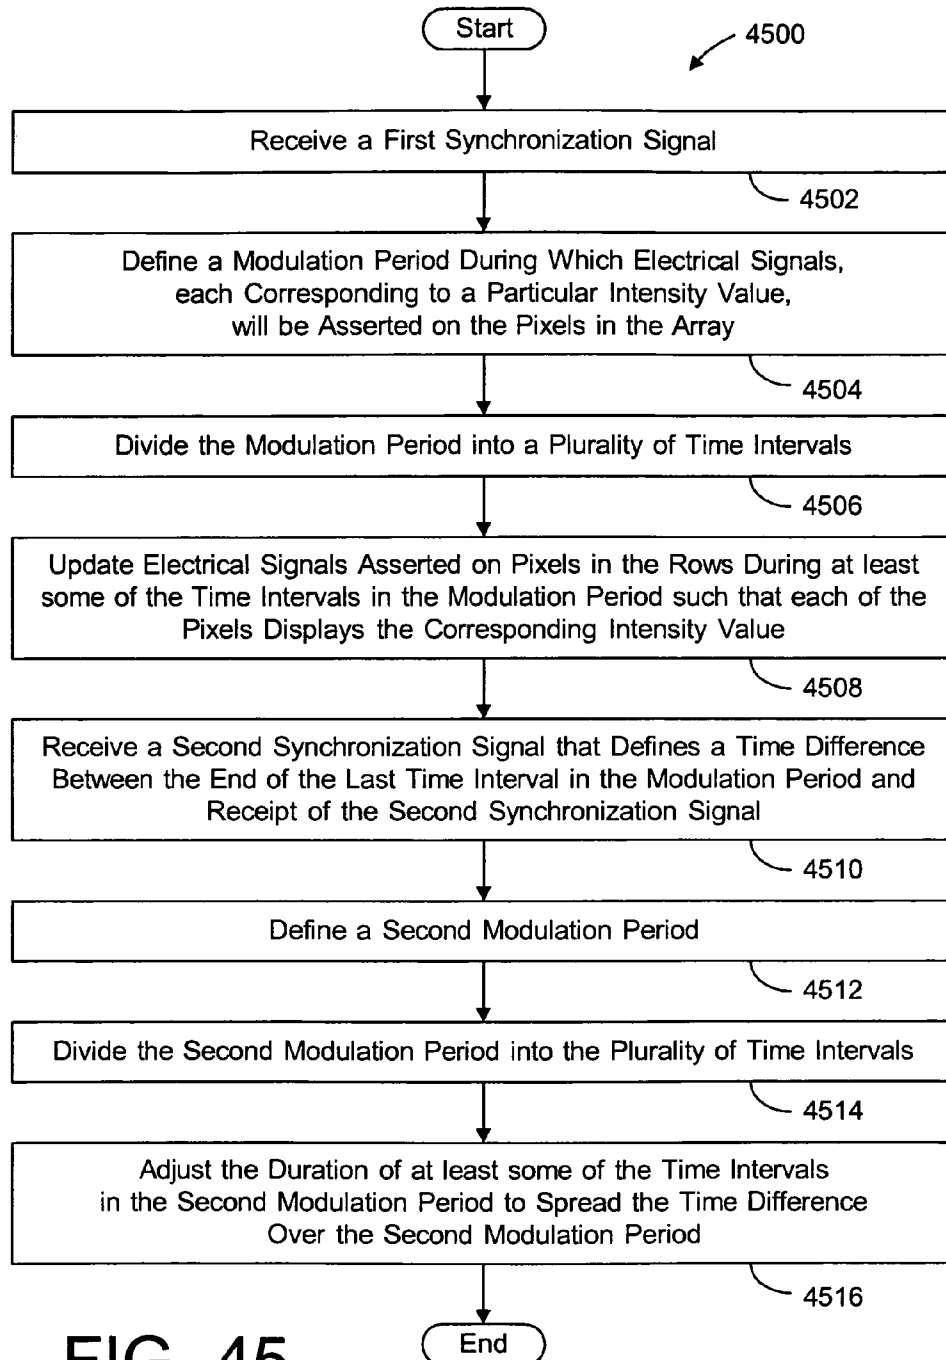 Start
4500
Receive a First Synchronization Signal
4502
Define a Modulation Period During Which Electrical Signals,
each Corresponding to a Particular Intensity Value,
will be Asserted on the Pixels in the Array
4504
Divide the Modulation Period into a Plurality of Time Intervals
4506
Update Electrical Signals Asserted on Pixels in the Rows During at least
some of the Time Intervals in the Modulation Period such that each of the
Pixels Displays the Corresponding Intensity Value
4508
Receive a Second Synchronization Signal that Defines a Time Difference
Between the End of the Last Time Interval in the Modulation Period and
Receipt of the Second Synchronization Signal
4510
Define a Second Modulation Period
4512
Divide the Second Modulation Period into the Plurality of Time Intervals
4514
Adjust the Duration of at least some of the Time Intervals
in the Second Modulation Period to Spread the Time Difference
Over the Second Modulation Period
4516
End
FIG. 45